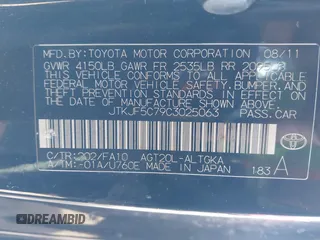 MFD. BY: TOYOTA MOTOR CORPORATION 08/11
GVWR 4150LB GAWR FR 2535LB RR
THIS VEHICLE CONFORMS TO ALL APPLICABLE
FEDERAL MOTOR VEHICLE SAFETY,
BUMPER, AND THEFT PREVENTION STANDARDS
IN EFFECT ON THE DATE OF
MANUFACTURE SHOWN ABOVE.
JTKJF5C79C3025063 PASS.CAR
C/TR:202/FA10 AGT20L-ALTGKA
A/TM:-01A/U760E MADE IN JAPAN 183 A
TOYOTA
DREAMBID